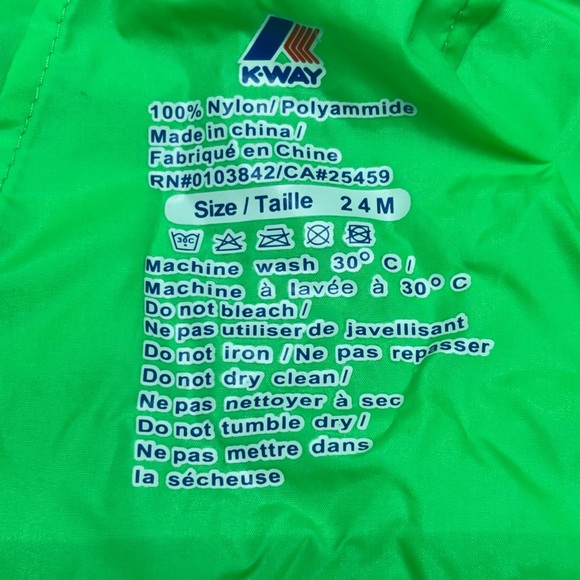 K-WAY
100% Nylon/ Polyammide
Made in china/
Fabriqué en Chine
RN#0103842/CA#25459
Size / Taille 24M
30C
Machine wash 30° C/
Machine à lavée à 30° C
Do not bleach/
Ne pas utiliser de javellisant
Do not iron /Ne pas repasser
Do not dry clean/
Ne pas nettoyer à sec
Do not tumble dry/
Ne pas mettre dans
la sécheuse